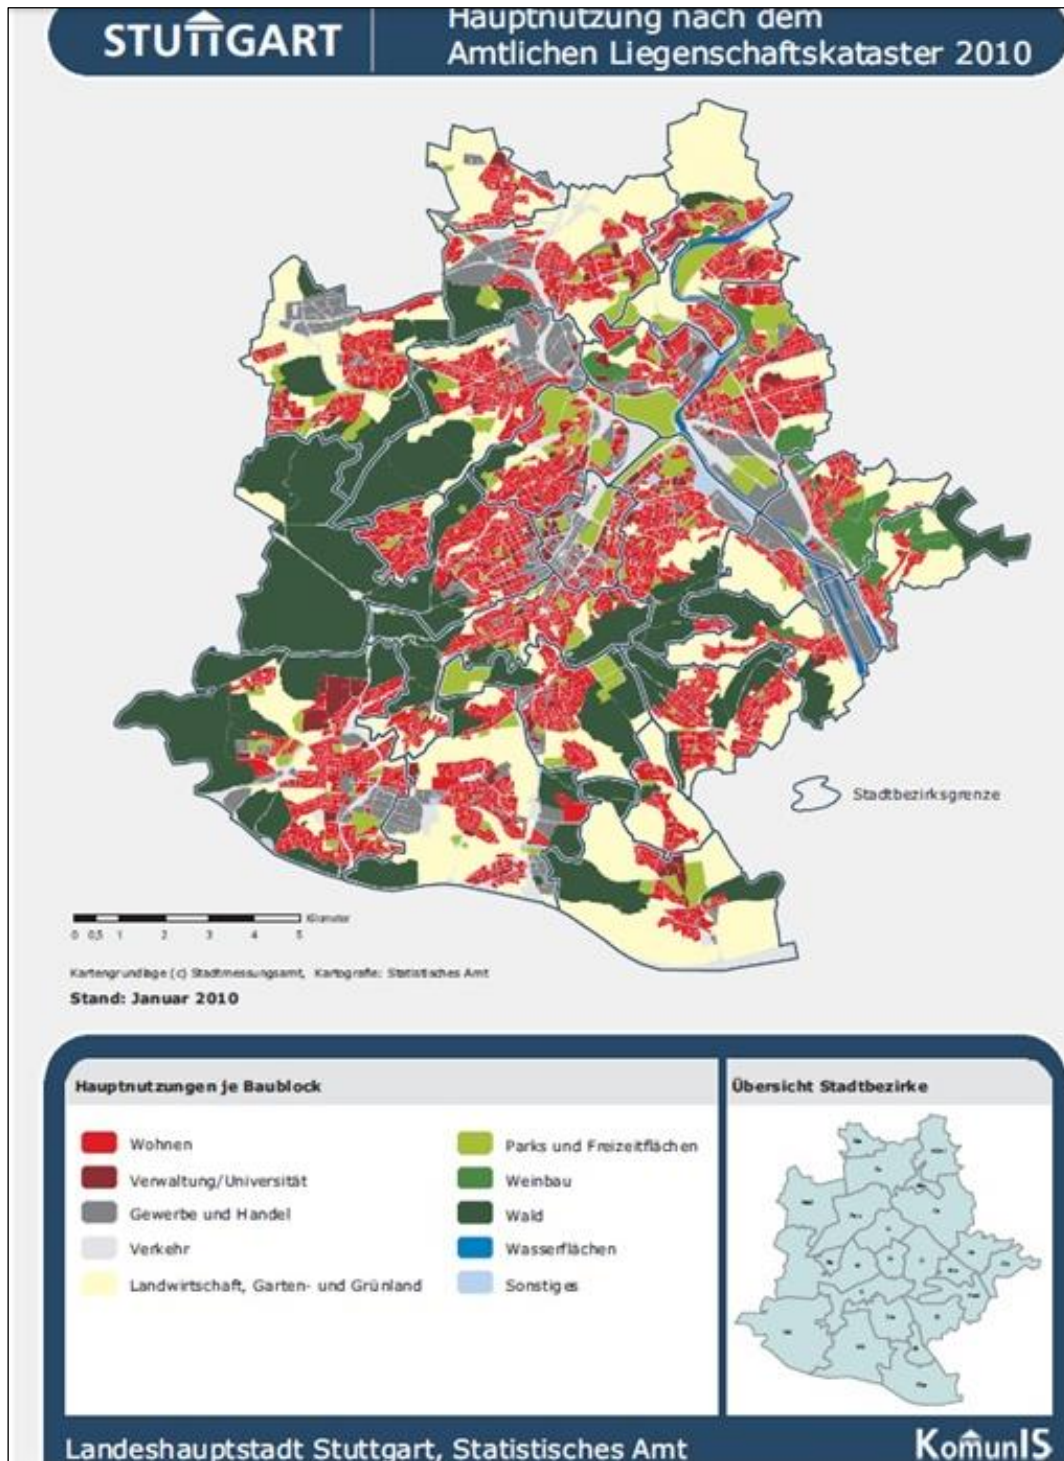 STUTTGART
Hauptnutzung nach dem
Amtlichen Liegenschaftskataster 2010
Stadtbezirksgrenze
Kilometer
0 0,5 1 2 3 4 5
Kartengrundlage (c) Stadtmessungsamt, Kartografie: Statistisches Amt
Stand: Januar 2010
Hauptnutzungen je Baublock
Wohnen
Verwaltung/Universität
Gewerbe und Handel
Verkehr
Landwirtschaft, Garten- und Grünland
Parks und Freizeitflächen
Weinbau
Wald
Wasserflächen
Sonstiges
Übersicht Stadtbezirke
Landeshauptstadt Stuttgart, Statistisches Amt
KomunIS